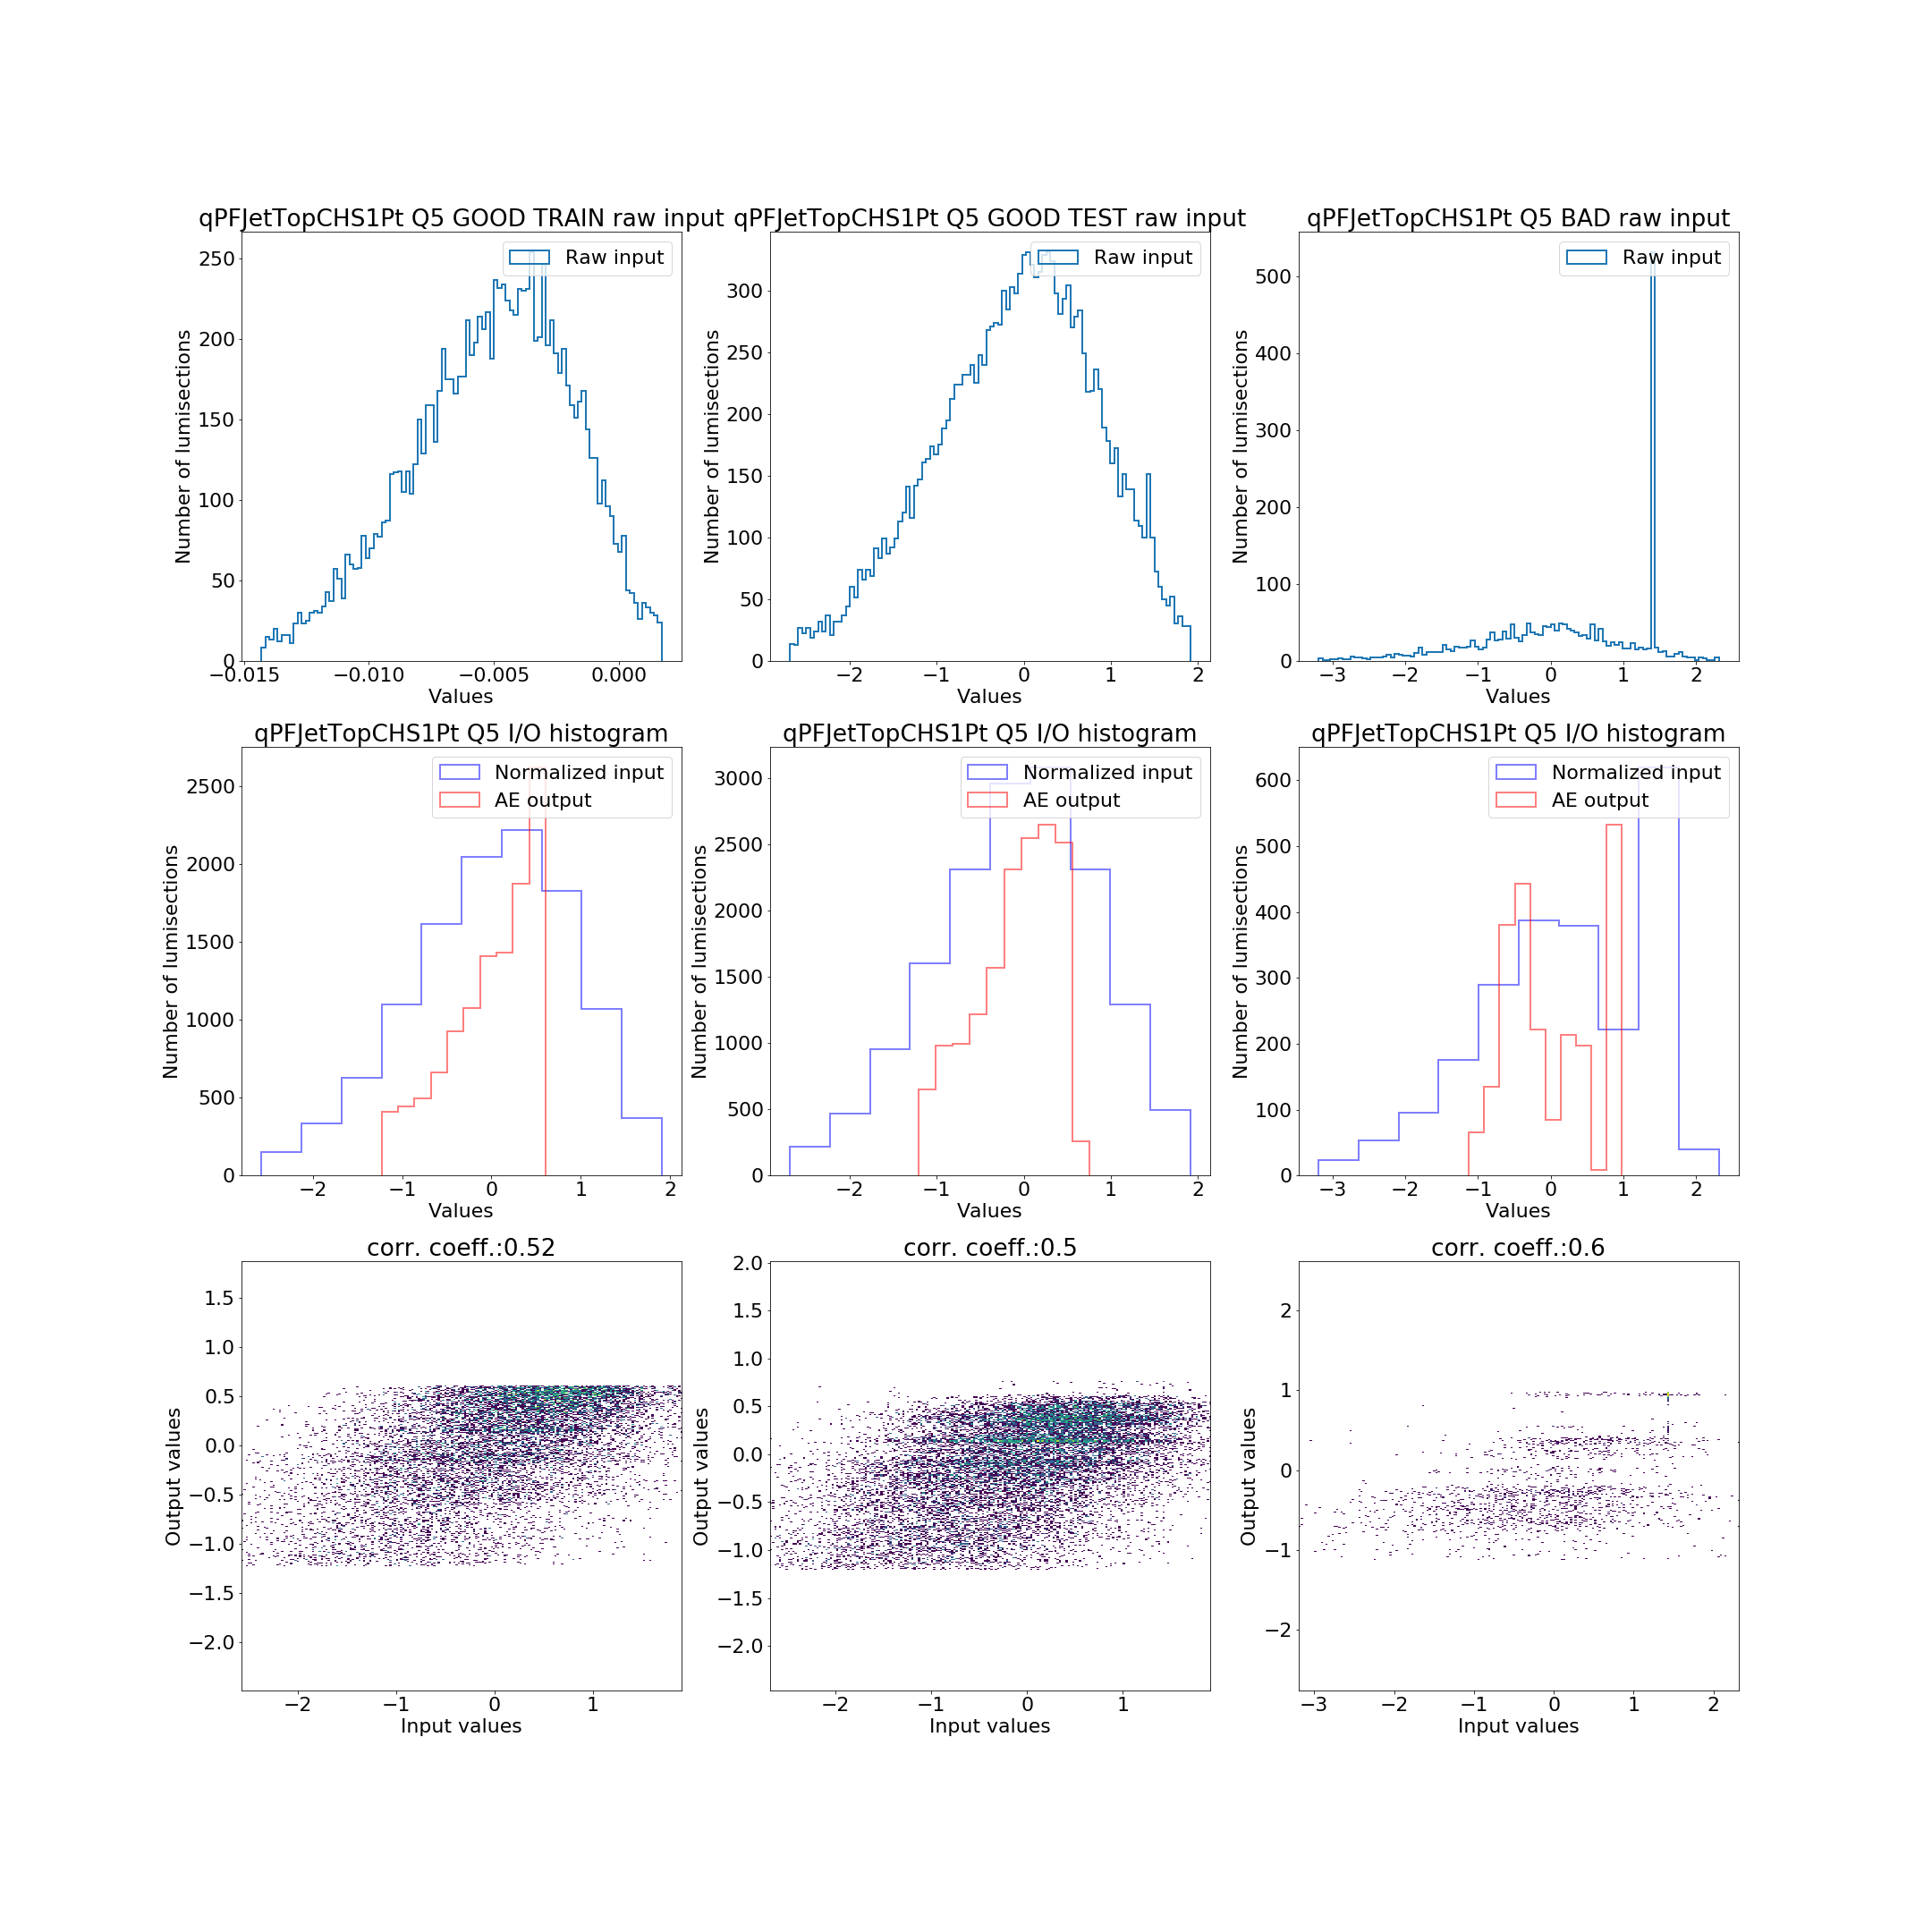 qPFJetTopCHS1Pt Q5 GOOD TRAIN raw input
Raw input
Number of lumisections
250
200
150
100
50
0
−0.015 −0.010 −0.005 0.000
Values
qPFJetTopCHS1Pt Q5 GOOD TEST raw input
Raw input
Number of lumisections
300
250
200
150
100
50
0
−2 −1 0 1 2
Values
qPFJetTopCHS1Pt Q5 BAD raw input
Raw input
Number of lumisections
500
400
300
200
100
0
−3 −2 −1 0 1 2
Values
qPFJetTopCHS1Pt Q5 I/O histogram
Normalized input
AE output
Number of lumisections
2500
2000
1500
1000
500
0
−2 −1 0 1 2
Values
qPFJetTopCHS1Pt Q5 I/O histogram
Normalized input
AE output
Number of lumisections
3000
2500
2000
1500
1000
500
0
−2 −1 0 1 2
Values
qPFJetTopCHS1Pt Q5 I/O histogram
Normalized input
AE output
Number of lumisections
600
500
400
300
200
100
0
−3 −2 −1 0 1 2
Values
corr. coeff.:0.52
Output values
1.5
1.0
0.5
0.0
−0.5
−1.0
−1.5
−2.0
−2 −1 0 1
Input values
corr. coeff.:0.5
Output values
2.0
1.5
1.0
0.5
0.0
−0.5
−1.0
−1.5
−2.0
−2 −1 0 1
Input values
corr. coeff.:0.6
Output values
2
1
0
−1
−2
−3 −2 −1 0 1 2
Input values